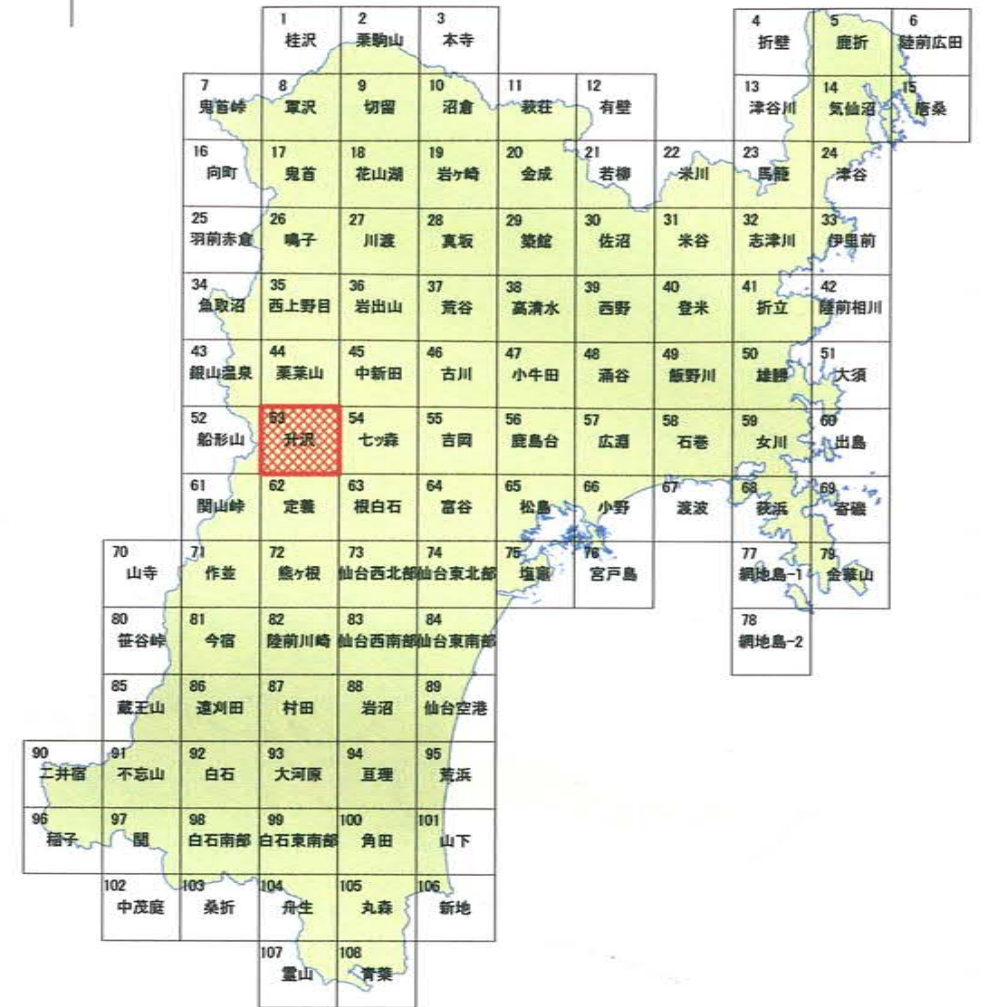 1 桂沢
2 栗駒山
3 本寺
4 折壁
5 鹿折
6 陸前広田
7 鬼首峠
8 軍沢
9 切留
10 沼倉
11 萩荘
12 有壁
13 津谷川
14 気仙沼
15 唐桑
16 向町
17 鬼首
18 花山湖
19 岩ヶ崎
20 金成
21 若柳
22 米川
23 馬籠
24 津谷
25 羽前赤倉
26 鳴子
27 川渡
28 真坂
29 築館
30 佐沼
31 米谷
32 志津川
33 伊里前
34 魚取沼
35 西上野目
36 岩出山
37 荒谷
38 高清水
39 西野
40 登米
41 折立
42 陸前相川
43 銀山温泉
44 薬莱山
45 中新田
46 古川
47 小牛田
48 涌谷
49 飯野川
50 雄勝
51 大須
52 船形山
53 升沢
54 七ッ森
55 吉岡
56 鹿島台
57 広淵
58 石巻
59 女川
60 出島
61 関山峠
62 定義
63 根白石
64 富谷
65 松島
66 小野
67 渡波
68 荻浜
69 寄磯
70 山寺
71 作並
72 熊ヶ根
73 仙台西北部
74 仙台東北部
75 塩竈
76 宮戸島
77 網地島-1
79 金華山
80 笹谷峠
81 今宿
82 陸前川崎
83 仙台西南部
84 仙台東南部
78 網地島-2
85 蔵王山
86 遠刈田
87 村田
88 岩沼
89 仙台空港
90 二井宿
91 不忘山
92 白石
93 大河原
94 亘理
95 荒浜
96 稲子
97 関
98 白石南部
99 白石東南部
100 角田
101 山下
102 中茂庭
103 桑折
104 舟生
105 丸森
106 新地
107 霊山
108 青葉